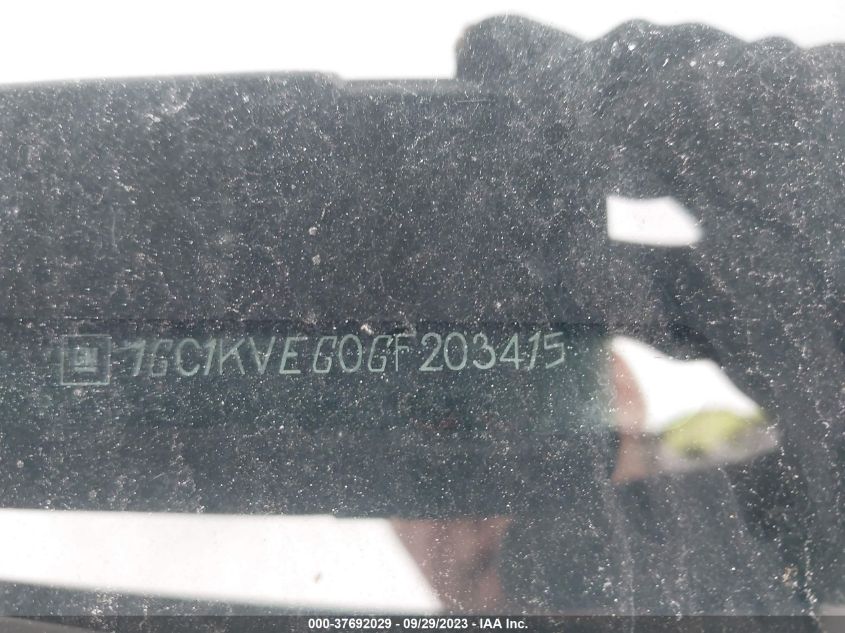 GM 1GC1KVEG0GF203415
000-37692029 - 09/29/2023 - IAA Inc.